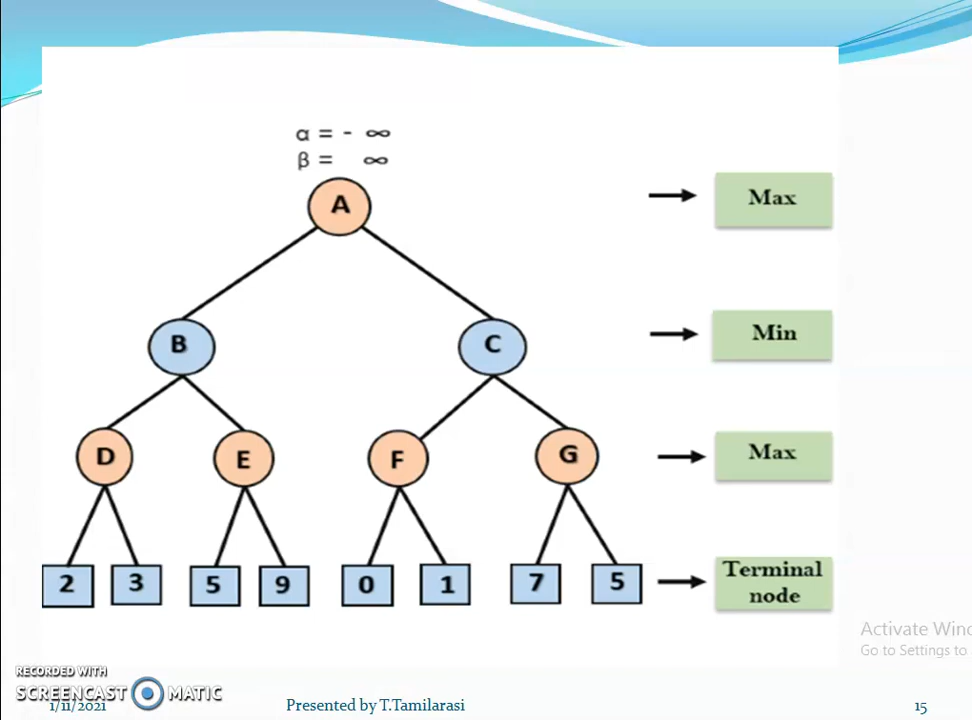 α = - ∞
β = ∞
A
Max
B
C
Min
D
E
F
G
Max
2
3
5
9
0
1
7
5
Terminal
node
Activate Wind
Go to Settings to
RECORDED WITH
SCREENCAST MATIC
1/11/2021
Presented by T.Tamilarasi
15